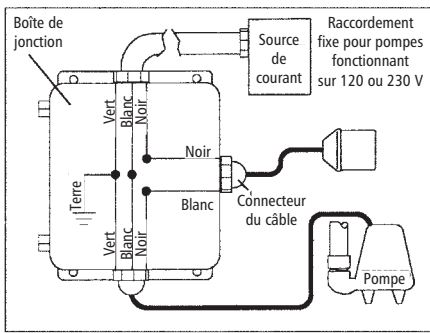 Boîte de
jonction
Source
de
courant
Raccordement
fixe pour pompes
fonctionnant
sur 120 ou 230 V
Vert
Blanc
Noir
Noir
Blanc
Connecteur
du câble
Terre
Vert
Blanc
Noir
Pompe